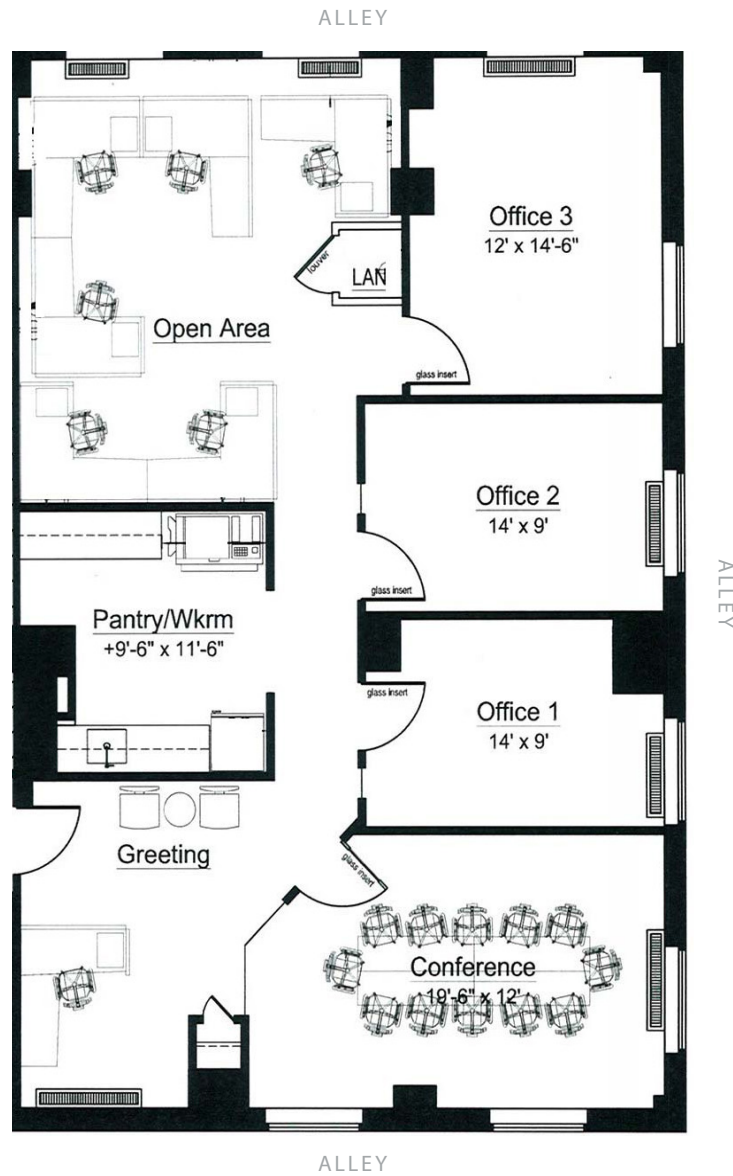 ALLEY
Office 3
12' x 14'-6"
louver
LAN
Open Area
glass insert
Office 2
14' x 9'
glass insert
ALLEY
Pantry/Wkrm
+9'-6" x 11'-6"
glass insert
Office 1
14' x 9'
Greeting
glass insert
Conference
19'-6" x 12'
ALLEY